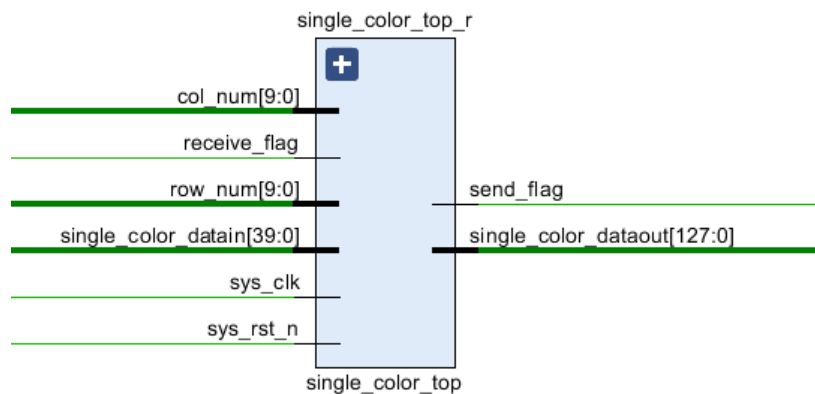 single_color_top_r
col_num[9:0]
receive_flag
row_num[9:0]
send_flag
single_color_datain[39:0]
single_color_dataout[127:0]
sys_clk
sys_rst_n
single_color_top